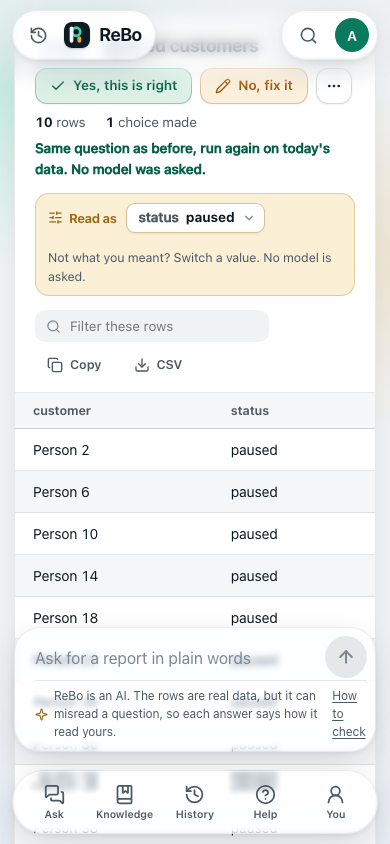 ReBo
A
customers
Yes, this is right
No, fix it
10 rows 1 choice made
Same question as before, run again on today's
data. No model was asked.
Read as status paused
Not what you meant? Switch a value. No model is
asked.
Filter these rows
Copy CSV
customer status
Person 2 paused
Person 6 paused
Person 10 paused
Person 14 paused
Person 18 paused
Ask for a report in plain words
ReBo is an AI. The rows are real data, but it can
misread a question, so each answer says how it
read yours.
How
to
check
Ask Knowledge History Help You